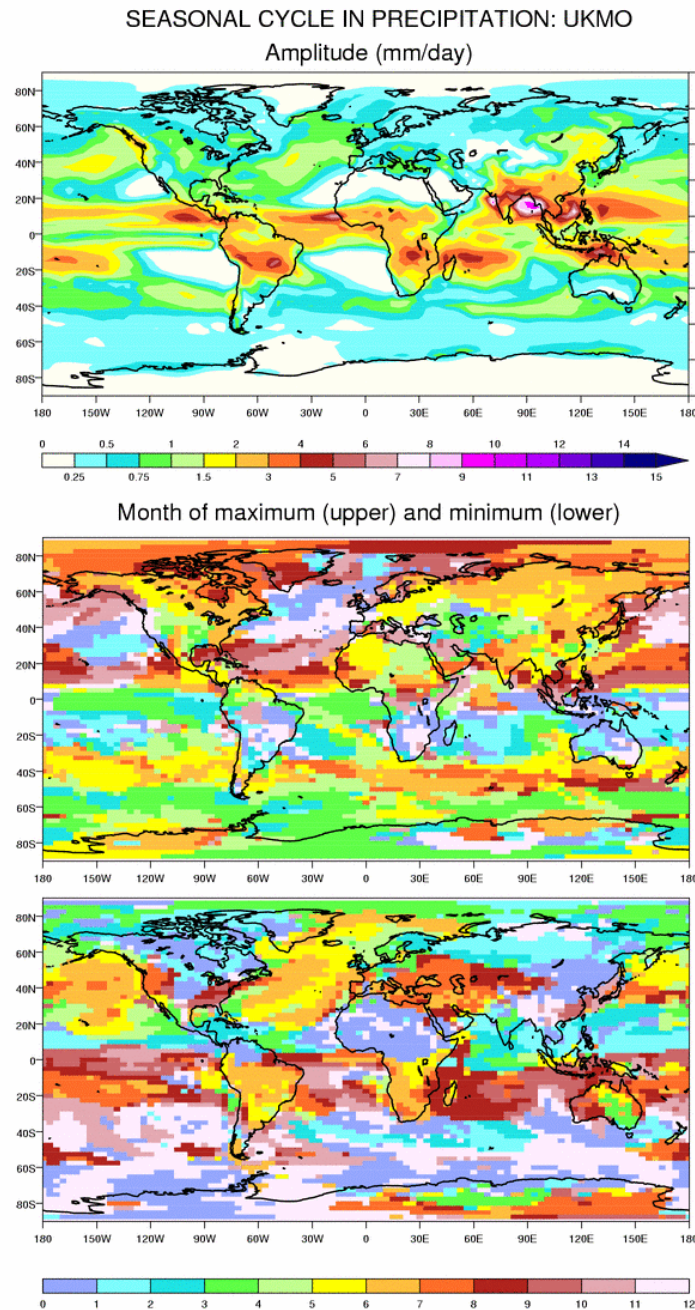 SEASONAL CYCLE IN PRECIPITATION: UKMO
Amplitude (mm/day)
80N
60N
40N
20N
0
20S
40S
60S
80S
180 150W 120W 90W 60W 30W 0 30E 60E 90E 120E 150E 180
0 0.5 1 2 4 6 8 10 12 14
0.25 0.75 1.5 3 5 7 9 11 13 15
Month of maximum (upper) and minimum (lower)
80N
60N
40N
20N
0
20S
40S
60S
80S
180 150W 120W 90W 60W 30W 0 30E 60E 90E 120E 150E 180
80N
60N
40N
20N
0
20S
40S
60S
80S
180 150W 120W 90W 60W 30W 0 30E 60E 90E 120E 150E 180
0 1 2 3 4 5 6 7 8 9 10 11 12